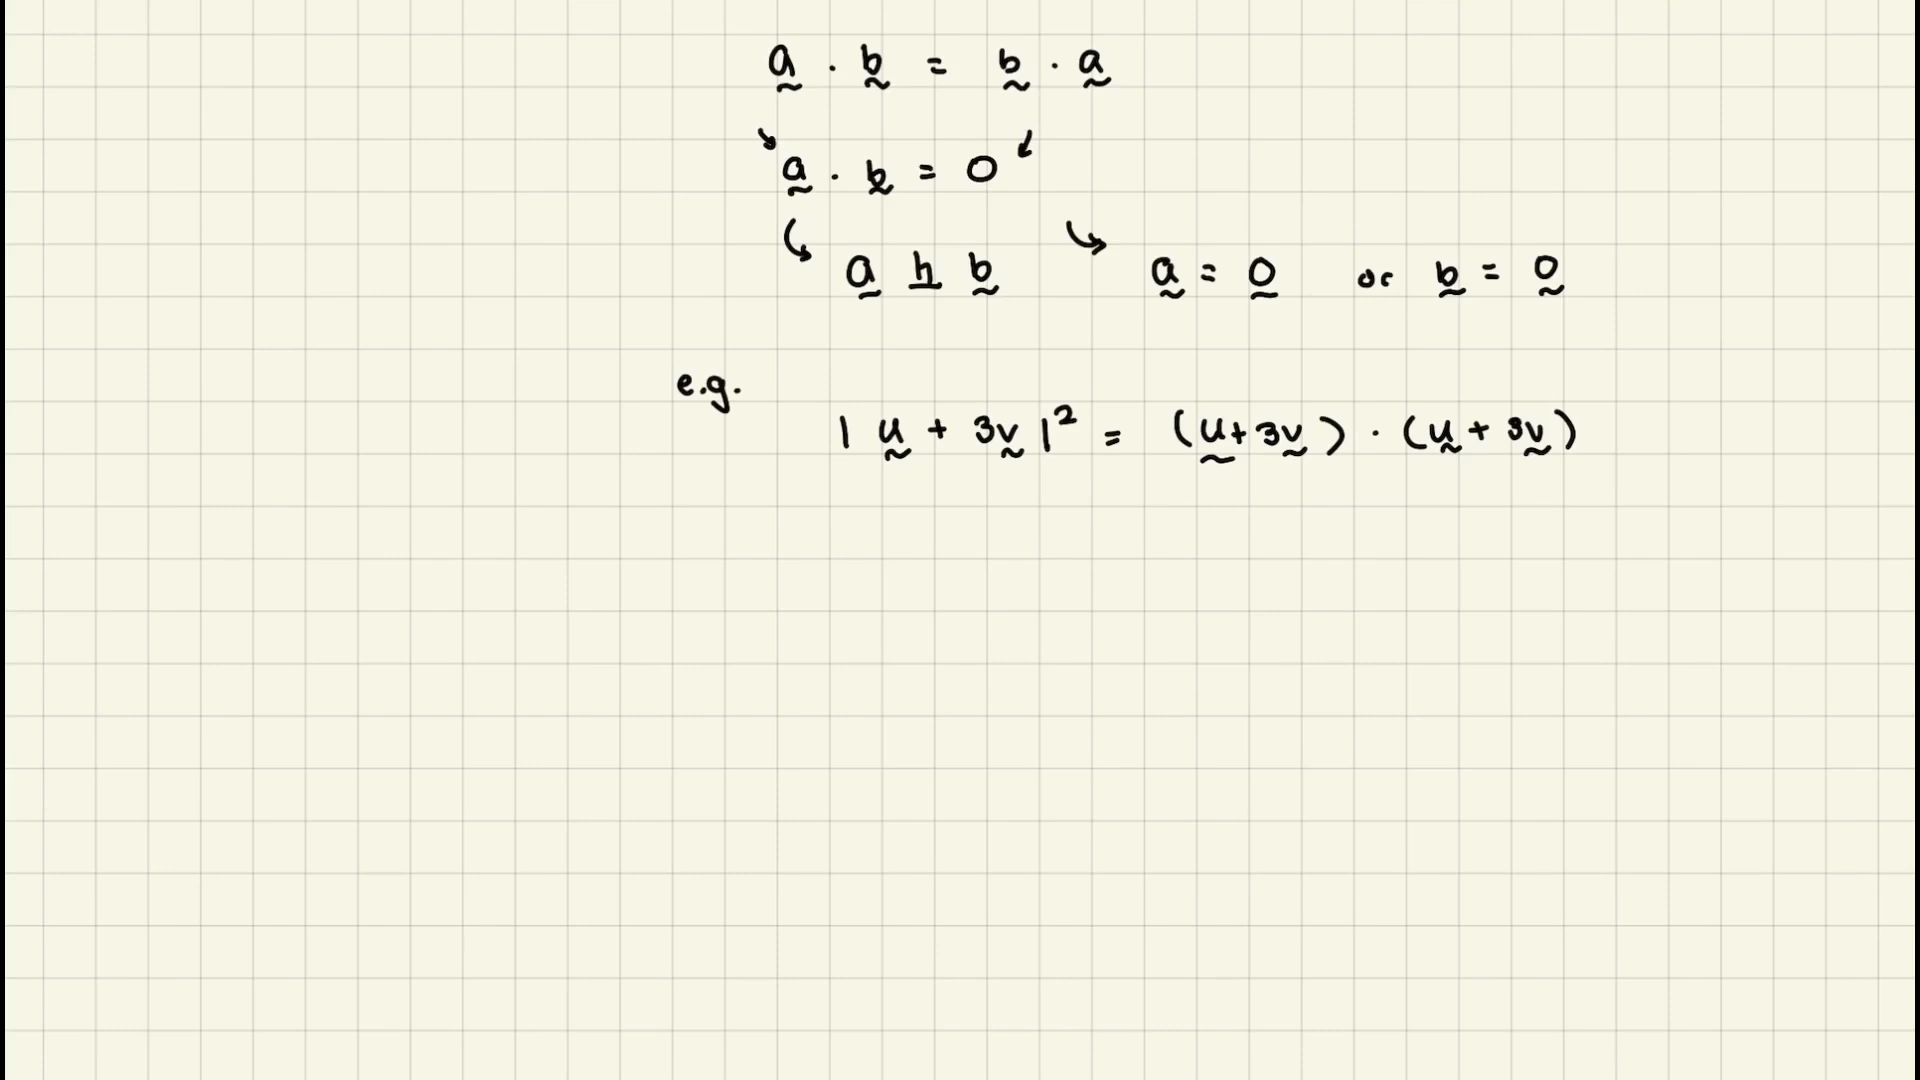 a · b = b · a
a · b = 0
a ⊥ b    a = 0    or    b = 0
e.g.
| u + 3v |² = (u + 3v) · (u + 3v)